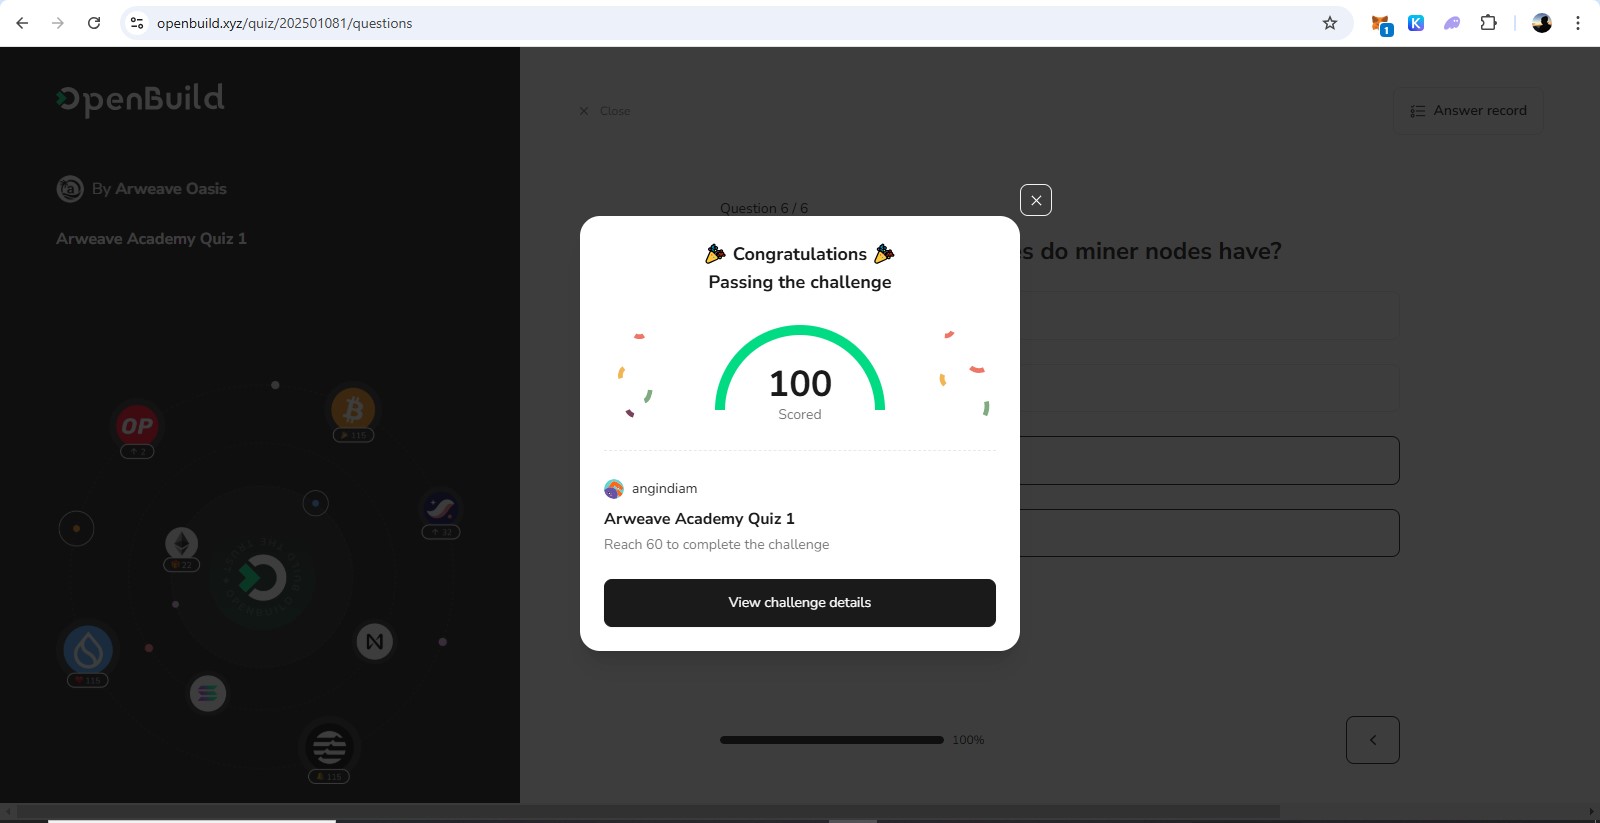 openbuild.xyz/quiz/202501081/questions
1
OpenBuild
Close
Answer record
By Arweave Oasis
Question 6 / 6
Arweave Academy Quiz 1
es do miner nodes have?
Congratulations
Passing the challenge
100
Scored
OP
2
115
32
22
115
115
angindiam
Arweave Academy Quiz 1
Reach 60 to complete the challenge
View challenge details
100%